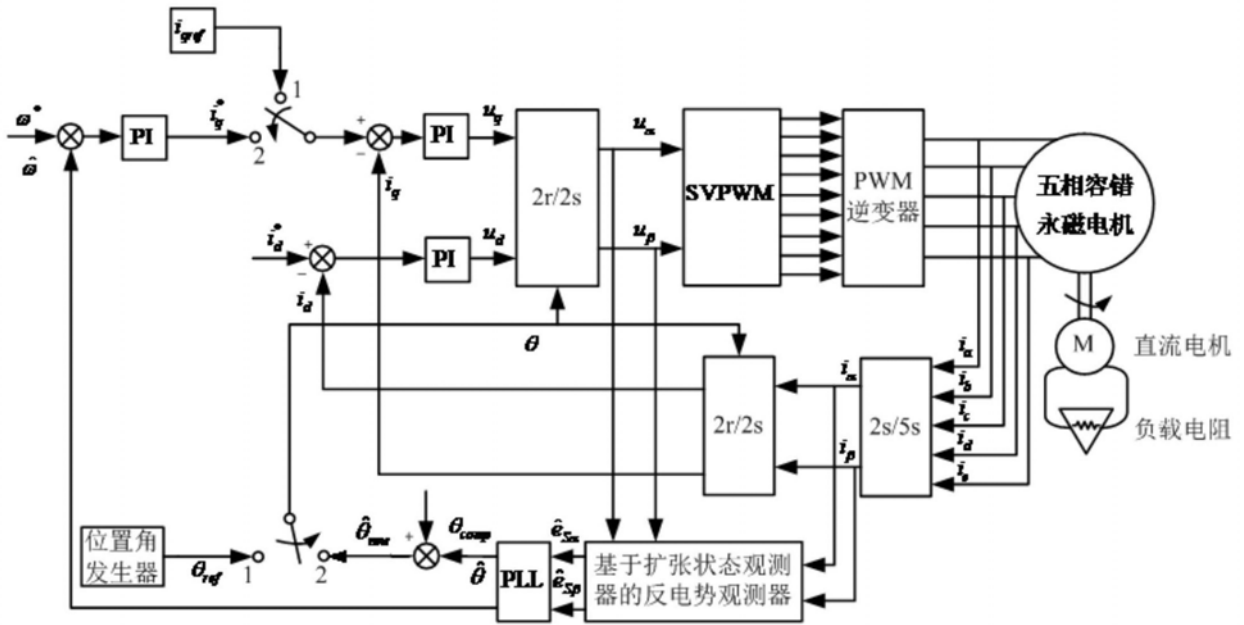 i_qref
1
ω*
PI
i_q*
2
+
−
PI
u_q
u_α
ω̂
i_q
2r/2s
SVPWM
PWM
逆变器
五相容错
永磁电机
i_d*
+
−
PI
u_d
u_β
i_d
θ
M
直流电机
i_a
i_b
i_c
i_d
i_e
i_α
i_β
2r/2s
2s/5s
负载电阻
位置角
发生器
θ_ref
1
2
θ̂_new
+
θ_comp
θ̂
PLL
ê_Sα
ê_Sβ
基于扩张状态观测
器的反电势观测器